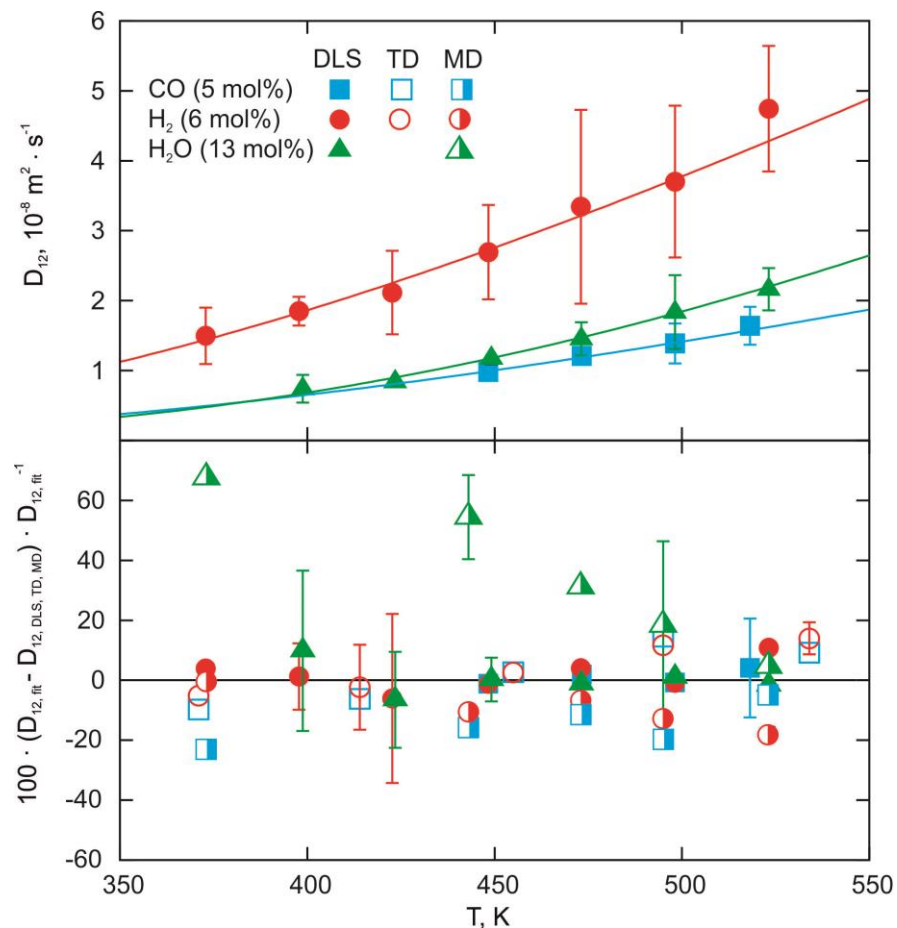 6
5
4
3
2
1
D₁₂, 10⁻⁸ m² · s⁻¹
DLS TD MD
CO (5 mol%)
H₂ (6 mol%)
H₂O (13 mol%)
60
40
20
0
-20
-40
-60
100 · (D₁₂,fit - D₁₂,DLS, TD, MD) · D₁₂,fit⁻¹
350 400 450 500 550
T, K